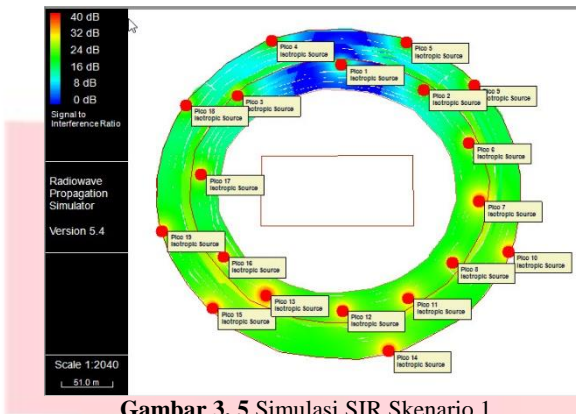 40 dB
32 dB
24 dB
16 dB
8 dB
0 dB
Signal to
Interference Ratio
Radiowave
Propagation
Simulator
Version 5.4
Scale 1:2040
51.0 m
Pico 4
Isotropic Source
Pico 5
Isotropic Source
Pico 1
Isotropic Source
Pico 9
Isotropic Source
Pico 2
Isotropic Source
Pico 3
Isotropic Source
Pico 18
Isotropic Source
Pico 6
Isotropic Source
Pico 17
Isotropic Source
Pico 7
Isotropic Source
Pico 19
Isotropic Source
Pico 10
Isotropic Source
Pico 16
Isotropic Source
Pico 8
Isotropic Source
Pico 13
Isotropic Source
Pico 11
Isotropic Source
Pico 15
Isotropic Source
Pico 12
Isotropic Source
Pico 14
Isotropic Source
Gambar 3. 5 Simulasi SIR Skenario 1